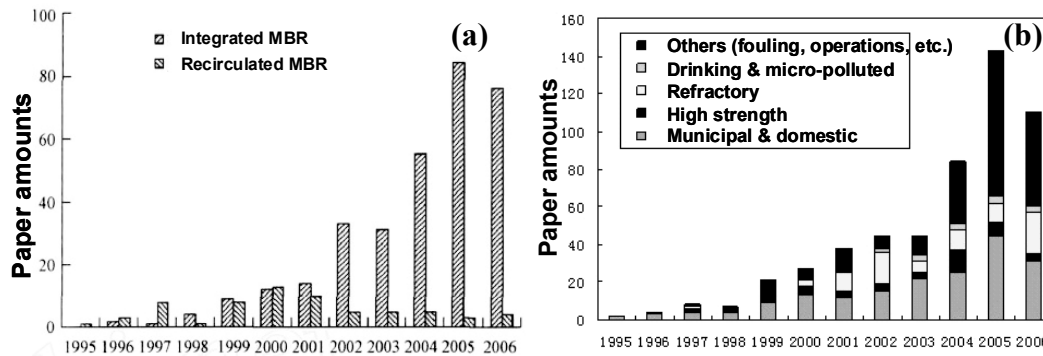 100
80
60
40
20
0
Paper amounts
Integrated MBR
Recirculated MBR
(a)
1995 1996 1997 1998 1999 2000 2001 2002 2003 2004 2005 2006
160
140
120
100
80
60
40
20
0
Paper amounts
Others (fouling, operations, etc.)
Drinking & micro-polluted
Refractory
High strength
Municipal & domestic
(b)
1995 1996 1997 1998 1999 2000 2001 2002 2003 2004 2005 2006